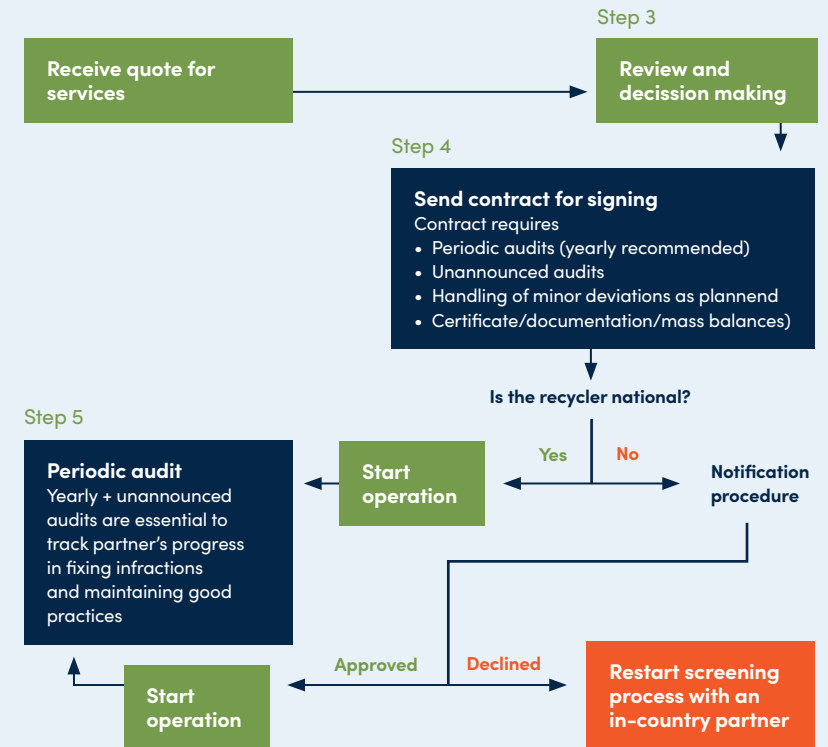 Step 3
Receive quote for
services
Review and
decission making
Step 4
Send contract for signing
Contract requires
• Periodic audits (yearly recommended)
• Unannounced audits
• Handling of minor deviations as plannend
• Certificate/documentation/mass balances)
Is the recycler national?
Step 5
Periodic audit
Yearly + unannounced
audits are essential to
track partner’s progress
in fixing infractions
and maintaining good
practices
Start
operation
Yes
No
Notification
procedure
Approved
Declined
Start
operation
Restart screening
process with an
in-country partner